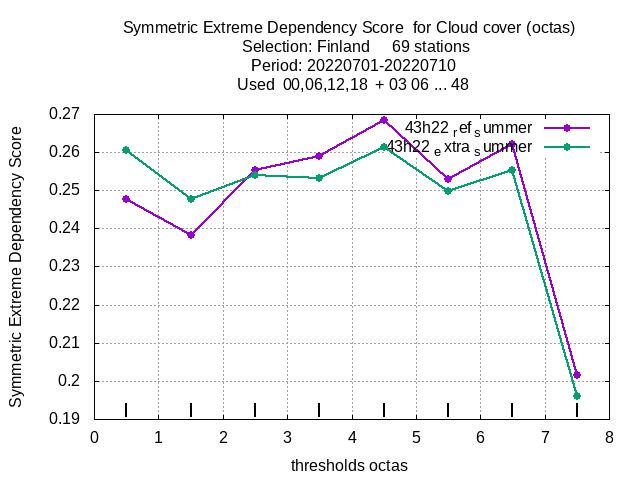 Symmetric Extreme Dependency Score for Cloud cover (octas)
Selection: Finland 69 stations
Period: 20220701-20220710
Used 00,06,12,18 + 03 06 ... 48
Symmetric Extreme Dependency Score
0.27
0.26
0.25
0.24
0.23
0.22
0.21
0.2
0.19
43h22 ref summer
43h22 extra summer
0 1 2 3 4 5 6 7 8
thresholds octas